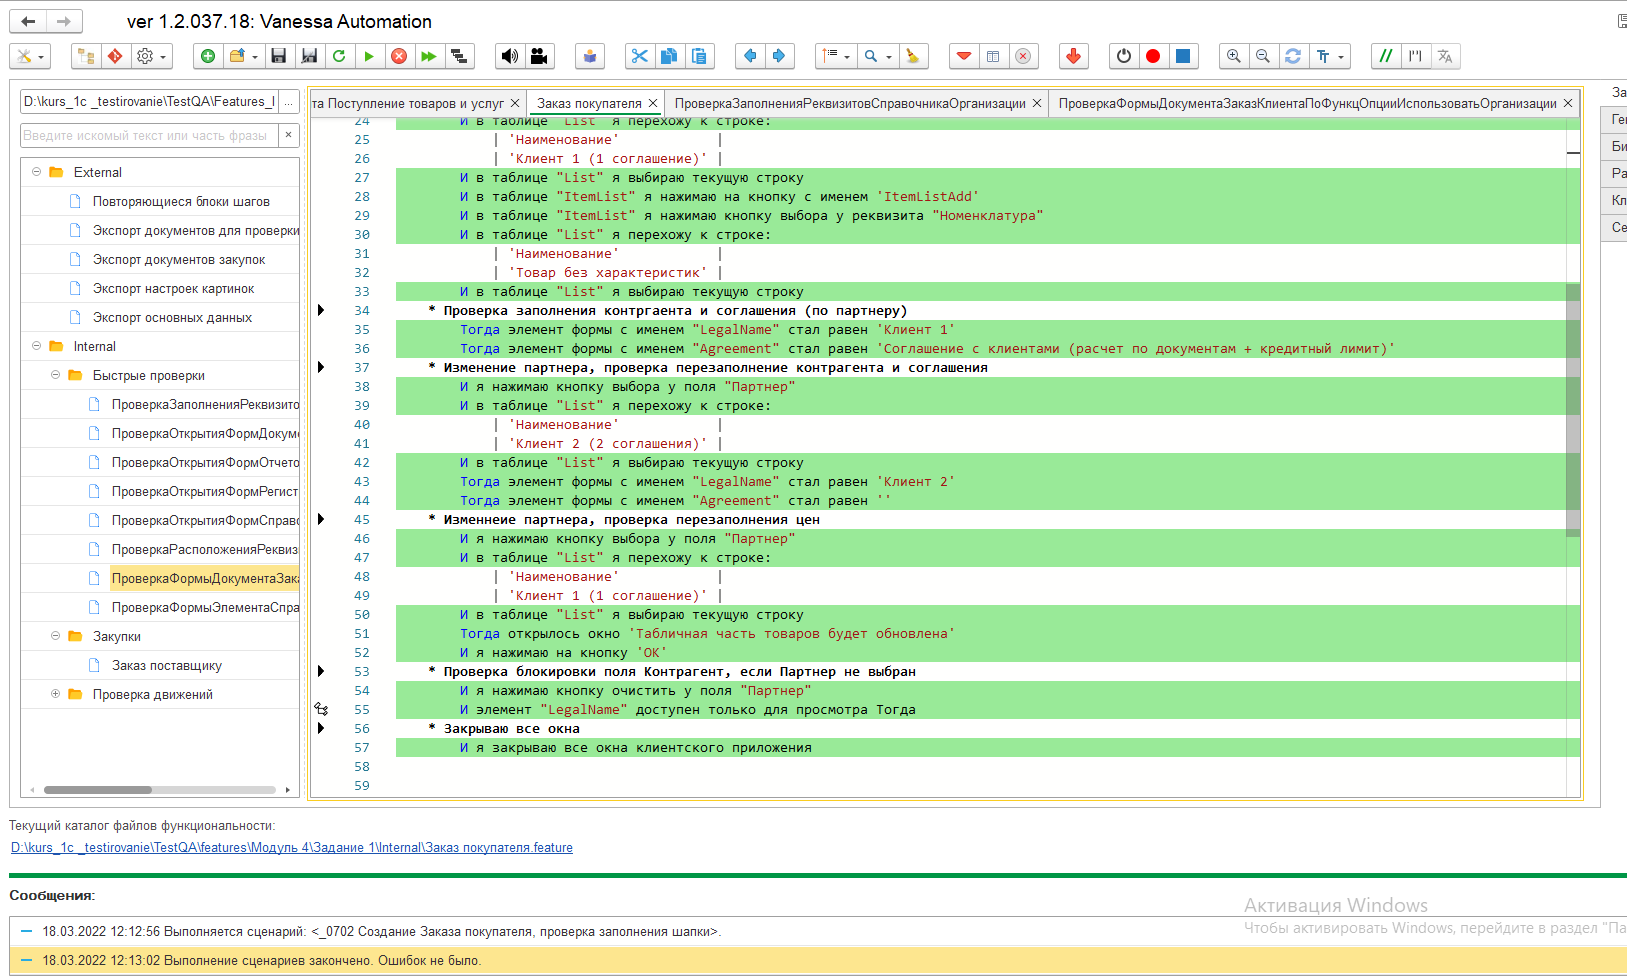 ver 1.2.037.18: Vanessa Automation
D:\kurs_1c _testirovanie\TestQA\Features_I ...
та Поступление товаров и услуг
Заказ покупателя
ПроверкаЗаполненияРеквизитовСправочникаОрганизации
ПроверкаФормыДокументаЗаказКлиентаПоФункцОпцииИспользоватьОрганизации
За
Ге
Би
Ра
Кл
Се
Введите искомый текст или часть фразы
External
Повторяющиеся блоки шагов
Экспорт документов для проверки
Экспорт документов закупок
Экспорт настроек картинок
Экспорт основных данных
Internal
Быстрые проверки
ПроверкаЗаполненияРеквизито
ПроверкаОткрытияФормДокуме
ПроверкаОткрытияФормОтчето
ПроверкаОткрытияФормРегист
ПроверкаОткрытияФормСправо
ПроверкаРасположенияРеквиз
ПроверкаФормыДокументаЗака
ПроверкаФормыЭлементаСпра
Закупки
Заказ поставщику
Проверка движений
24 И в таблице "List" я перехожу к строке:
25 | 'Наименование' |
26 | 'Клиент 1 (1 соглашение)' |
27 И в таблице "List" я выбираю текущую строку
28 И в таблице "ItemList" я нажимаю на кнопку с именем 'ItemListAdd'
29 И в таблице "ItemList" я нажимаю кнопку выбора у реквизита "Номенклатура"
30 И в таблице "List" я перехожу к строке:
31 | 'Наименование' |
32 | 'Товар без характеристик' |
33 И в таблице "List" я выбираю текущую строку
34 * Проверка заполнения контргаента и соглашения (по партнеру)
35 Тогда элемент формы с именем "LegalName" стал равен 'Клиент 1'
36 Тогда элемент формы с именем "Agreement" стал равен 'Соглашение с клиентами (расчет по документам + кредитный лимит)'
37 * Изменение партнера, проверка перезаполнение контрагента и соглашения
38 И я нажимаю кнопку выбора у поля "Партнер"
39 И в таблице "List" я перехожу к строке:
40 | 'Наименование' |
41 | 'Клиент 2 (2 соглашения)' |
42 И в таблице "List" я выбираю текущую строку
43 Тогда элемент формы с именем "LegalName" стал равен 'Клиент 2'
44 Тогда элемент формы с именем "Agreement" стал равен ''
45 * Изменнеие партнера, проверка перезаполнения цен
46 И я нажимаю кнопку выбора у поля "Партнер"
47 И в таблице "List" я перехожу к строке:
48 | 'Наименование' |
49 | 'Клиент 1 (1 соглашение)' |
50 И в таблице "List" я выбираю текущую строку
51 Тогда открылось окно 'Табличная часть товаров будет обновлена'
52 И я нажимаю на кнопку 'OK'
53 * Проверка блокировки поля Контрагент, если Партнер не выбран
54 И я нажимаю кнопку очистить у поля "Партнер"
55 И элемент "LegalName" доступен только для просмотра Тогда
56 * Закрываю все окна
57 И я закрываю все окна клиентского приложения
58
59
Текущий каталог файлов функциональности:
D:\kurs_1c _testirovanie\TestQA\features\Модуль 4\Задание 1\Internal\Заказ покупателя.feature
Сообщения:
Активация Windows
Чтобы активировать Windows, перейдите в раздел "Па
18.03.2022 12:12:56 Выполняется сценарий: <_0702 Создание Заказа покупателя, проверка заполнения шапки>.
18.03.2022 12:13:02 Выполнение сценариев закончено. Ошибок не было.